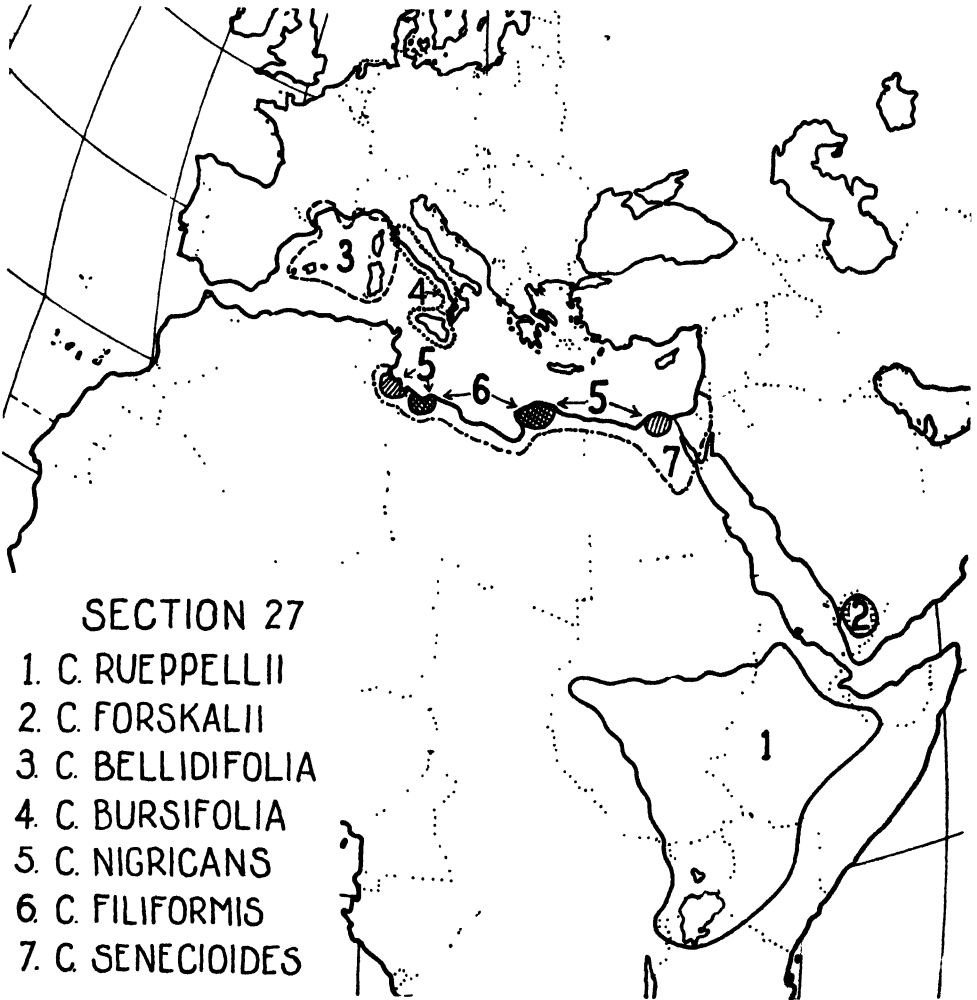 3
4
5
6
5
7
2
1
SECTION 27
1. C. RUEPPELLII
2. C. FORSKALII
3. C. BELLIDIFOLIA
4. C. BURSIFOLIA
5. C. NIGRICANS
6. C. FILIFORMIS
7. C. SENECIOIDES